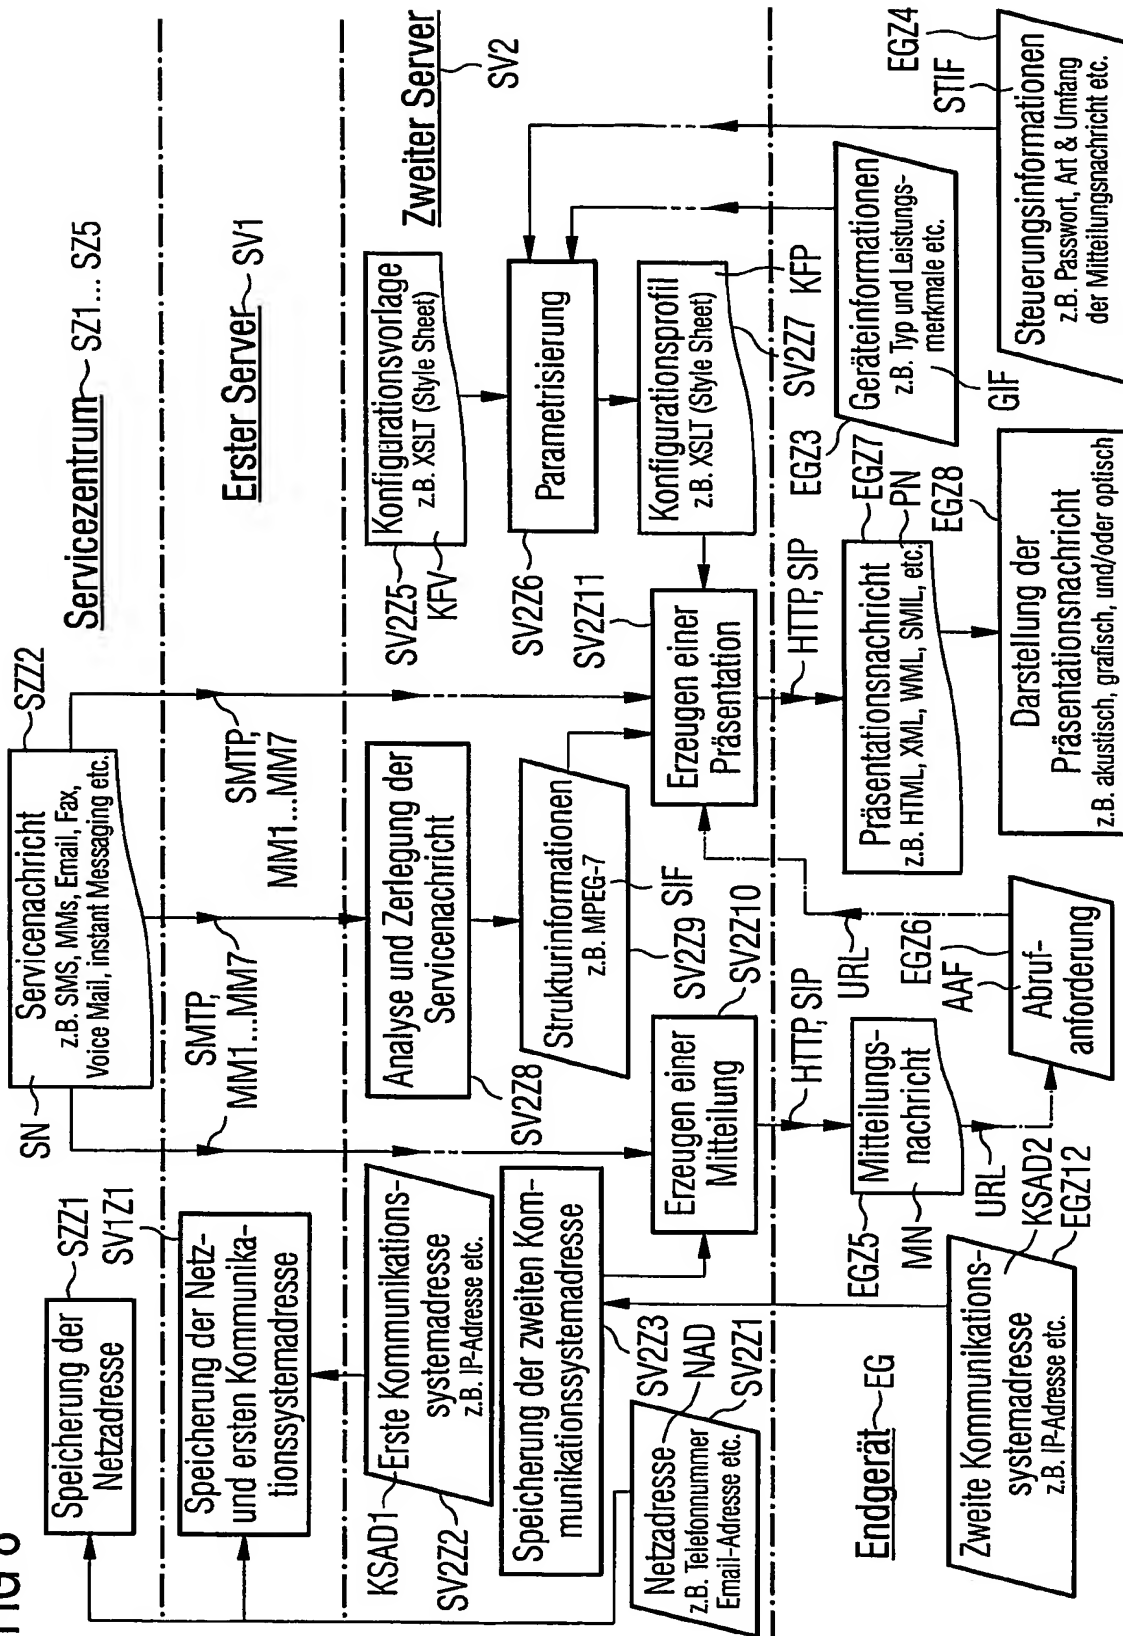 FIG 8
Servicezentrum
SZ1... SZ5
Speicherung der
Netzadresse
SZZ1
SN
Servicenachricht
z.B. SMS, MMs, Email, Fax,
Voice Mail, instant Messaging etc.
SZZ2
Erster Server
SV1
SV1Z1
Speicherung der Netz-
und ersten Kommunika-
tionssystemadresse
SMTP,
MM1...MM7
SMTP,
MM1...MM7
Zweiter Server
SV2
KSAD1
Erste Kommunikations-
systemadresse
z.B. IP-Adresse etc.
SV2Z2
Analyse und Zerlegung der
Servicenachricht
SV2Z8
SV2Z5
KFV
Konfigurationsvorlage
z.B. XSLT (Style Sheet)
Speicherung der zweiten Kom-
munikationssystemadresse
SV2Z3
Strukturinformationen
z.B. MPEG-7
SIF
SV2Z9
SV2Z6
Parametrisierung
Netzadresse
z.B. Telefonnummer
Email-Adresse etc.
NAD
SV2Z1
Erzeugen einer
Mitteilung
SV2Z10
SV2Z11
Erzeugen einer
Präsentation
Konfigurationsprofil
z.B. XSLT (Style Sheet)
SV2Z7
KFP
Endgerät
EG
HTTP, SIP
URL
HTTP, SIP
EGZ3
Geräteinformationen
z.B. Typ und Leistungs-
merkmale etc.
GIF
EGZ5
MN
Mitteilungs-
nachricht
EGZ6
AAF
Präsentationsnachricht
z.B. HTML, XML, WML, SMIL, etc.
EGZ7
PN
EGZ8
STIF
EGZ4
Zweite Kommunikations-
systemadresse
z.B. IP-Adresse etc.
URL
KSAD2
EGZ12
Abruf-
anforderung
Darstellung der
Präsentationsnachricht
z.B. akustisch, grafisch, und/oder optisch
Steuerungsinformationen
z.B. Passwort, Art & Umfang
der Mitteilungsnachricht etc.